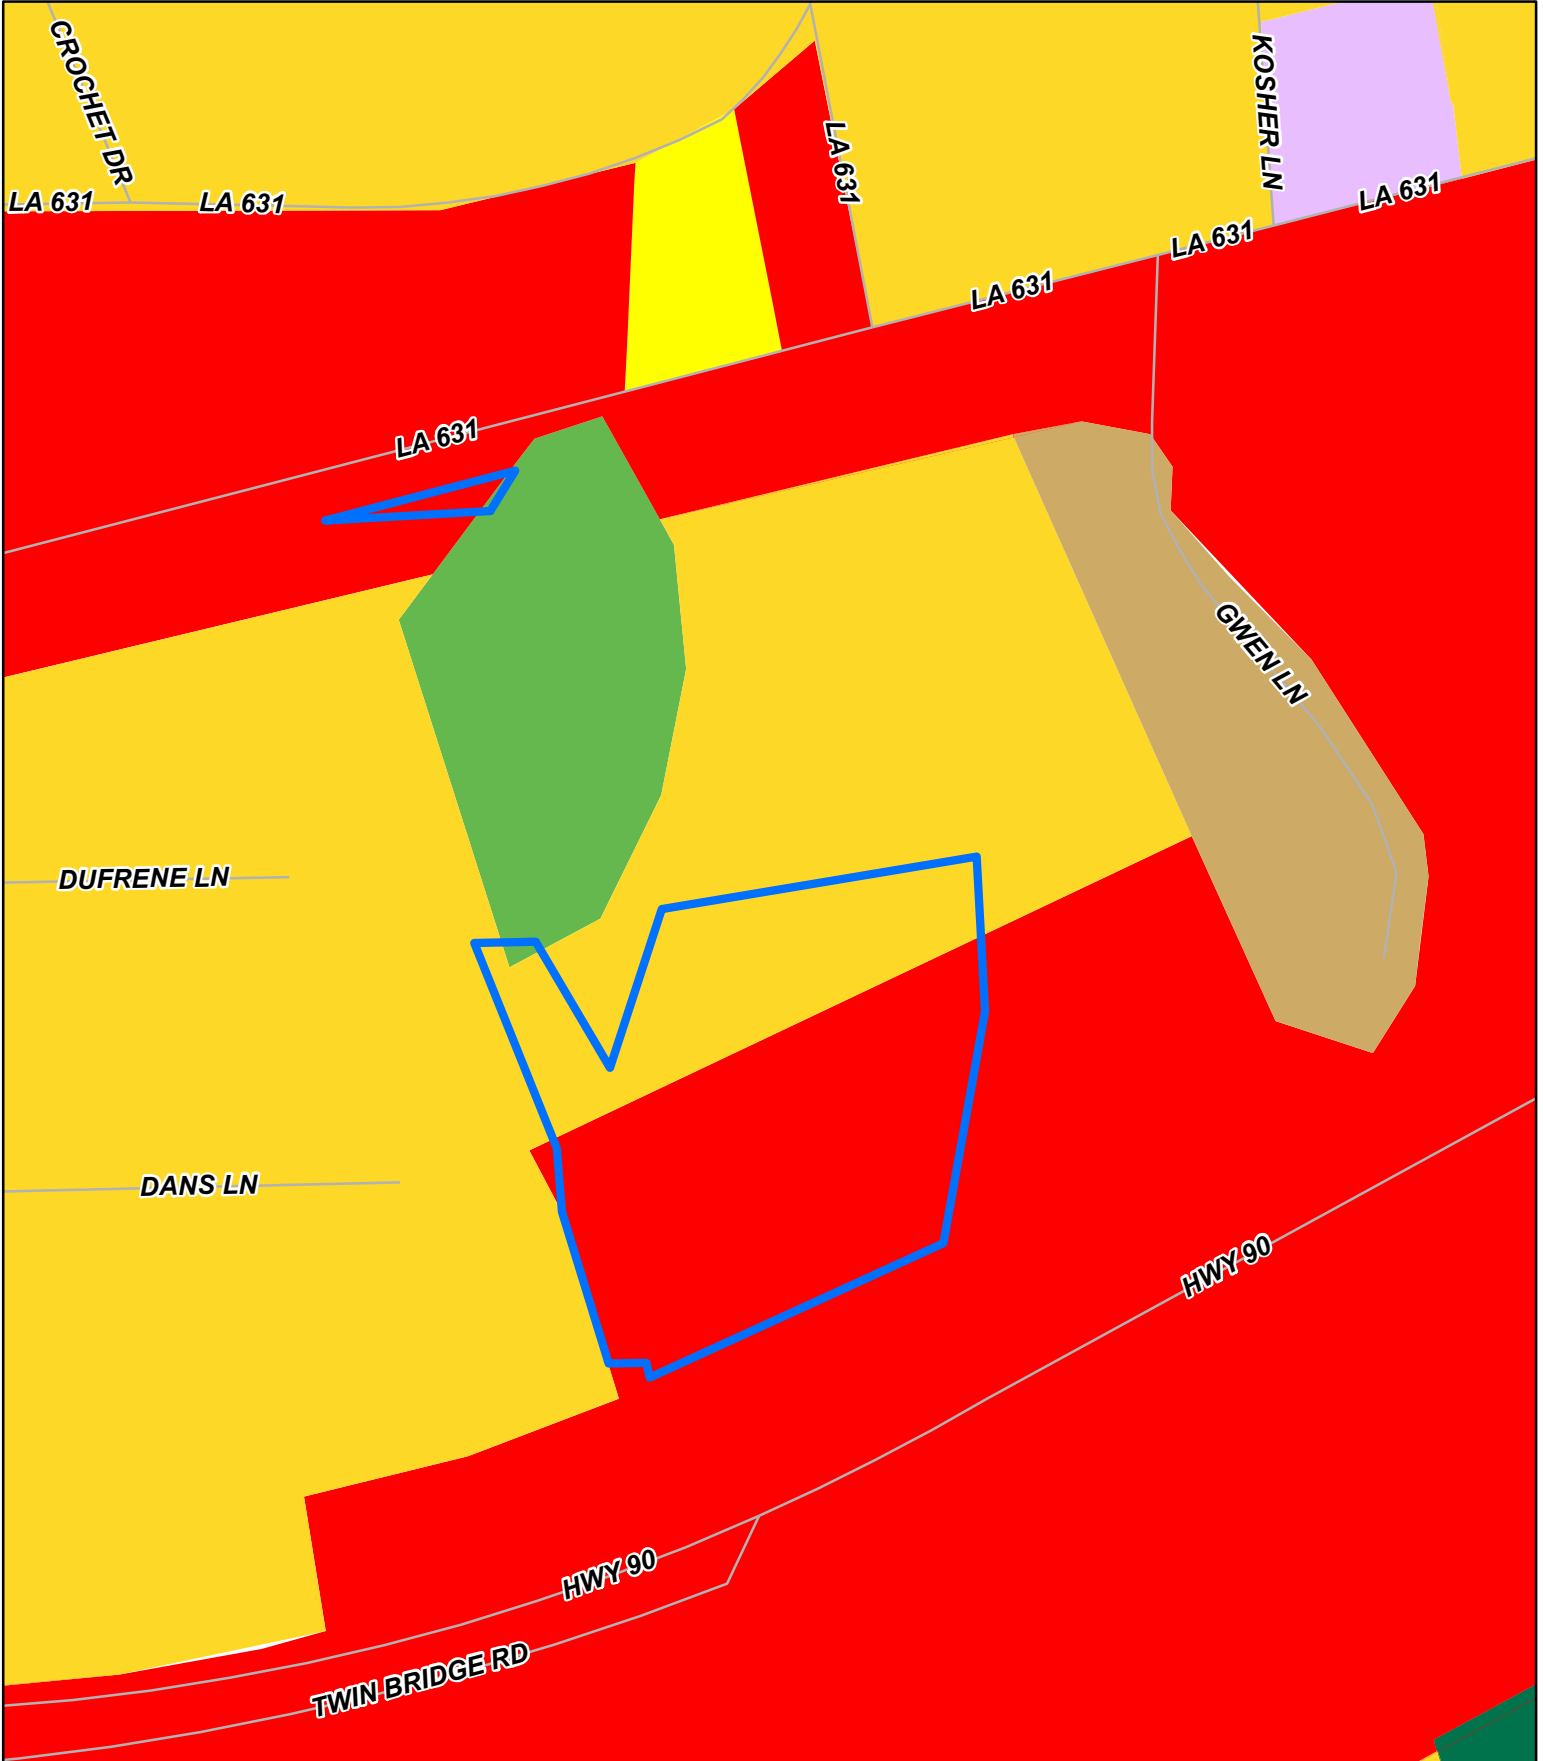 CROCHET DR
KOSHER LN
LA 631
LA 631
LA 631
LA 631
LA 631
LA 631
LA 631
GWEN LN
DUFRENE LN
DANS LN
HWY 90
HWY 90
TWIN BRIDGE RD